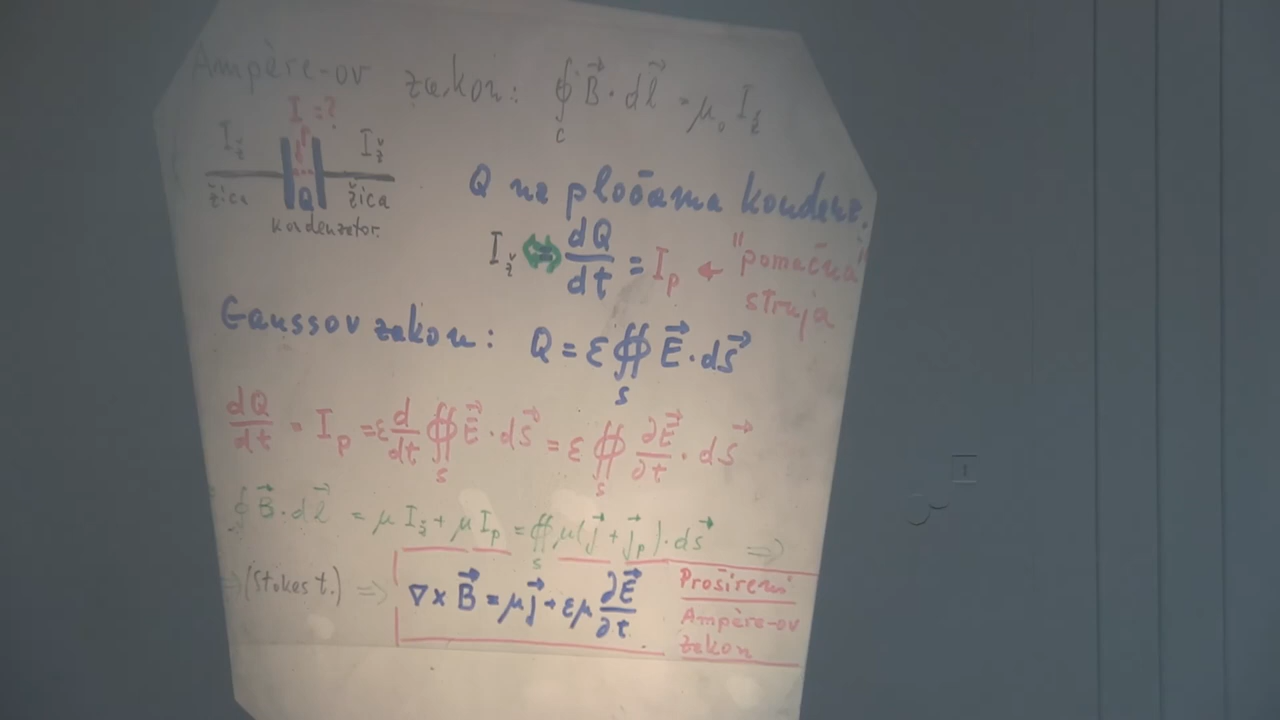 Ampère-ov zakon: ∮_C B⃗ · dl⃗ = μ₀ I_ž
I = ?
I_ž I_ž
žica Q žica
kondenzator.
Q na pločama kondenz.
I_ž ⇔ dQ/dt = I_p ← "pomačna"
struja
Gaussov zakon: Q = ε ∯_S E⃗ · dS⃗
dQ/dt = I_p = ε d/dt ∯_S E⃗ · dS⃗ = ε ∯_S ∂E⃗/∂t · dS⃗
∮ B⃗ · dl⃗ = μ I_ž + μ I_p = ∯_S μ(j⃗ + j⃗_p) · dS⃗ ⇒
⇒ (Stokes t.) ⇒ ∇ × B⃗ = μj⃗ + εμ ∂E⃗/∂t
Prošireni
Ampère-ov
zakon